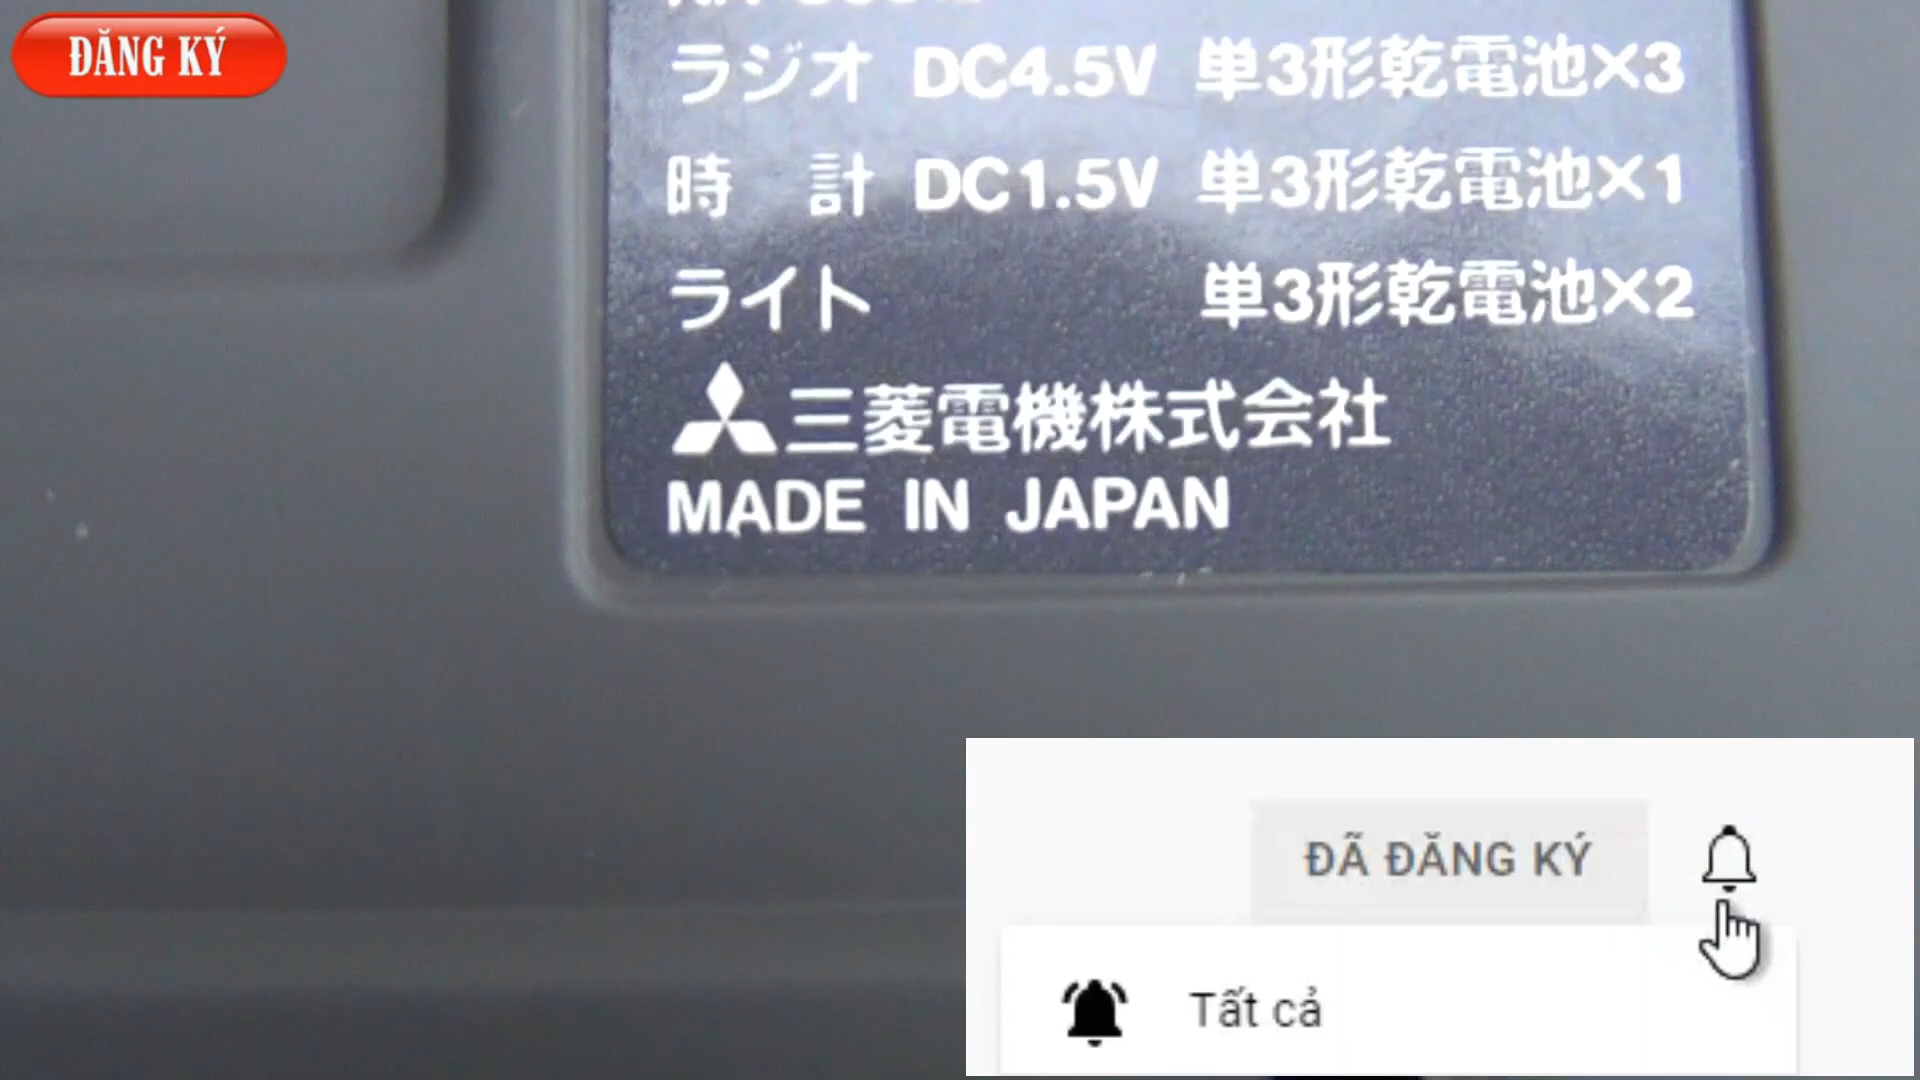 ĐĂNG KÝ
ラジオ DC4.5V 単3形乾電池×3
時 計 DC1.5V 単3形乾電池×1
ライト 単3形乾電池×2
三菱電機株式会社
MADE IN JAPAN
ĐÃ ĐĂNG KÝ
Tất cả